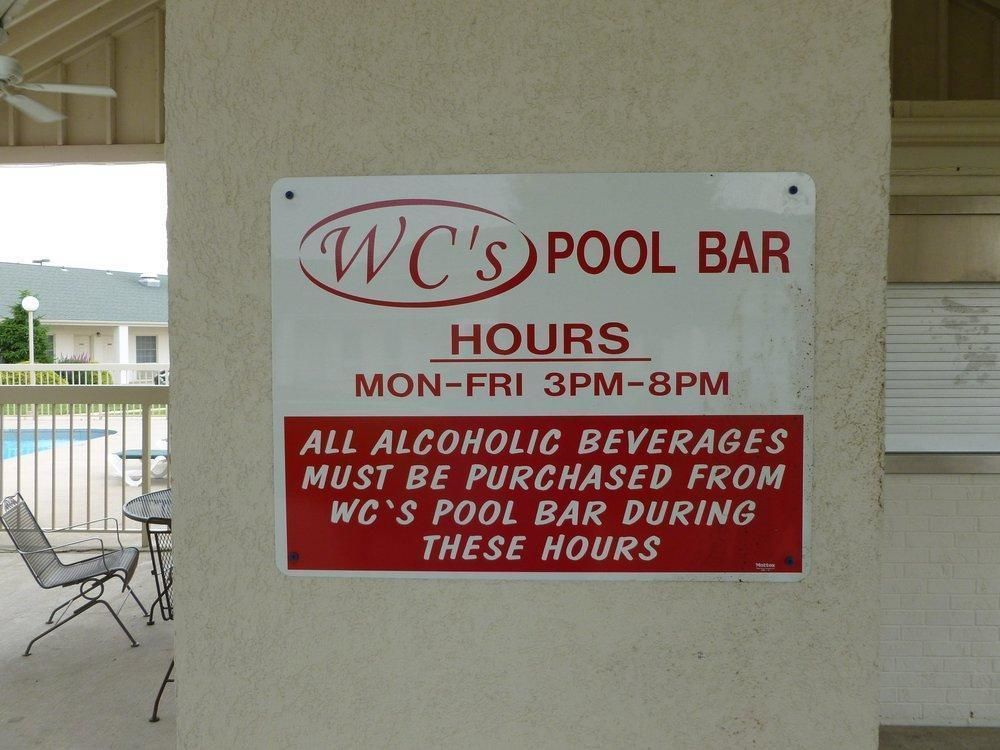 WC's POOL BAR
HOURS
MON-FRI 3PM-8PM
ALL ALCOHOLIC BEVERAGES
MUST BE PURCHASED FROM
WC`S POOL BAR DURING
THESE HOURS
Mattox